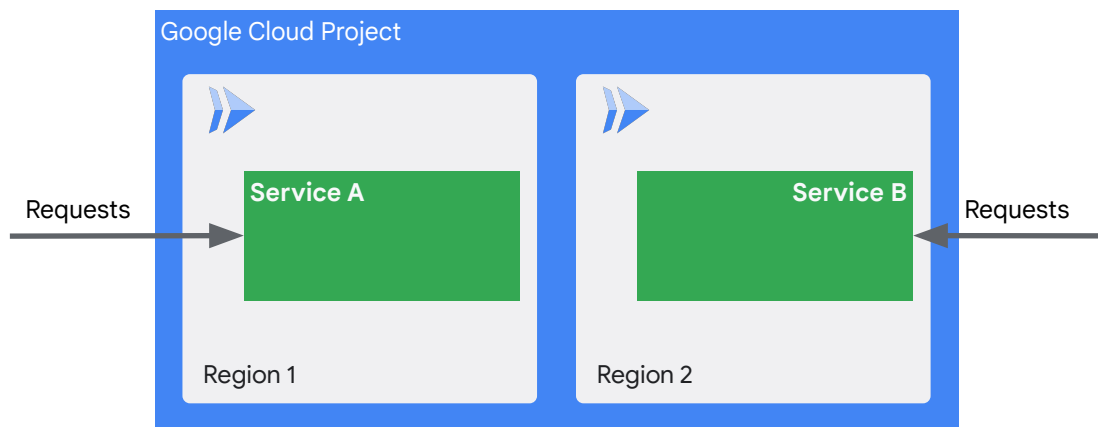 Google Cloud Project
Service A
Service B
Requests
Requests
Region 1
Region 2